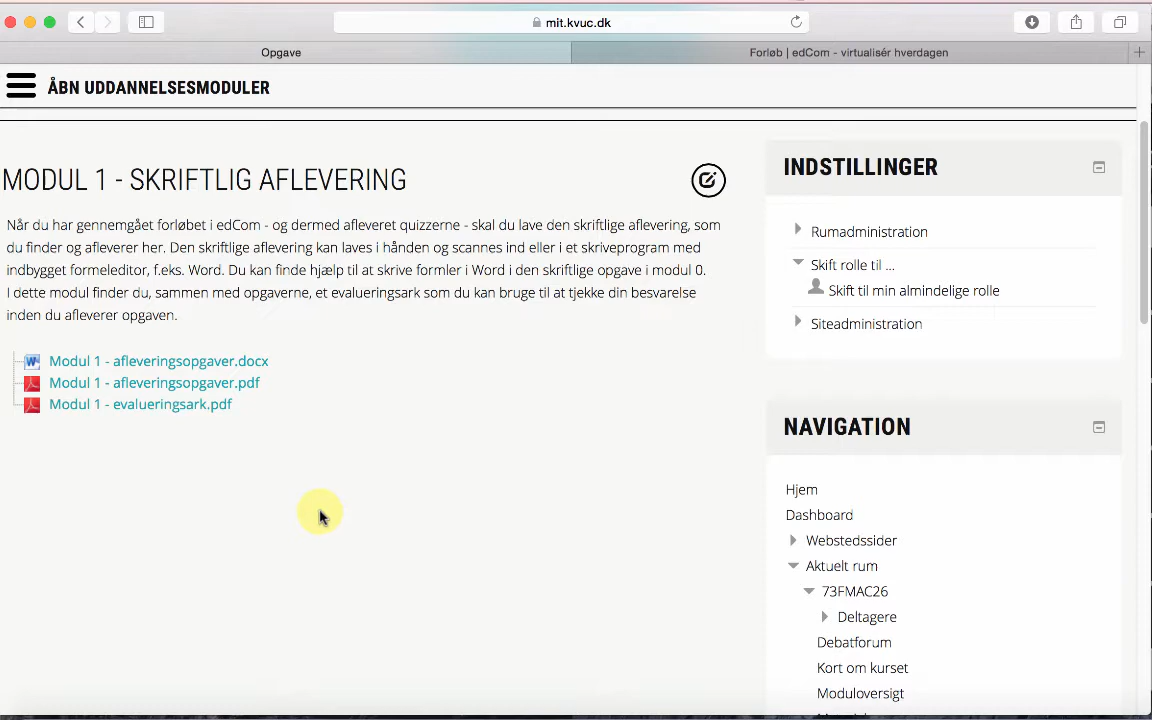 mit.kvuc.dk
Opgave
Forløb | edCom - virtualisér hverdagen
ÅBN UDDANNELSESMODULER
MODUL 1 - SKRIFTLIG AFLEVERING
Når du har gennemgået forløbet i edCom - og dermed afleveret quizzerne - skal du lave den skriftlige aflevering, som
du finder og afleverer her. Den skriftlige aflevering kan laves i hånden og scannes ind eller i et skriveprogram med
indbygget formeleditor, f.eks. Word. Du kan finde hjælp til at skrive formler i Word i den skriftlige opgave i modul 0.
I dette modul finder du, sammen med opgaverne, et evalueringsark som du kan bruge til at tjekke din besvarelse
inden du afleverer opgaven.
Modul 1 - afleveringsopgaver.docx
Modul 1 - afleveringsopgaver.pdf
Modul 1 - evalueringsark.pdf
INDSTILLINGER
Rumadministration
Skift rolle til ...
Skift til min almindelige rolle
Siteadministration
NAVIGATION
Hjem
Dashboard
Webstedssider
Aktuelt rum
73FMAC26
Deltagere
Debatforum
Kort om kurset
Moduloversigt